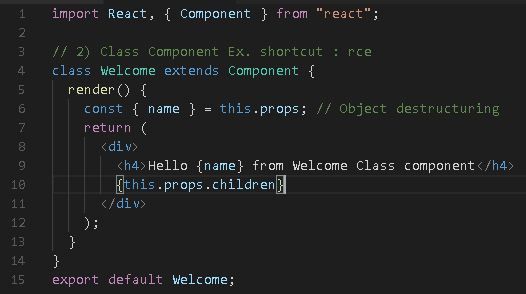 1 import React, { Component } from "react";
2
3 // 2) Class Component Ex. shortcut : rce
4 class Welcome extends Component {
5 render() {
6 const { name } = this.props; // Object destructuring
7 return (
8 <div>
9 <h4>Hello {name} from Welcome Class component</h4>
10 {this.props.children}
11 </div>
12 );
13 }
14 }
15 export default Welcome;